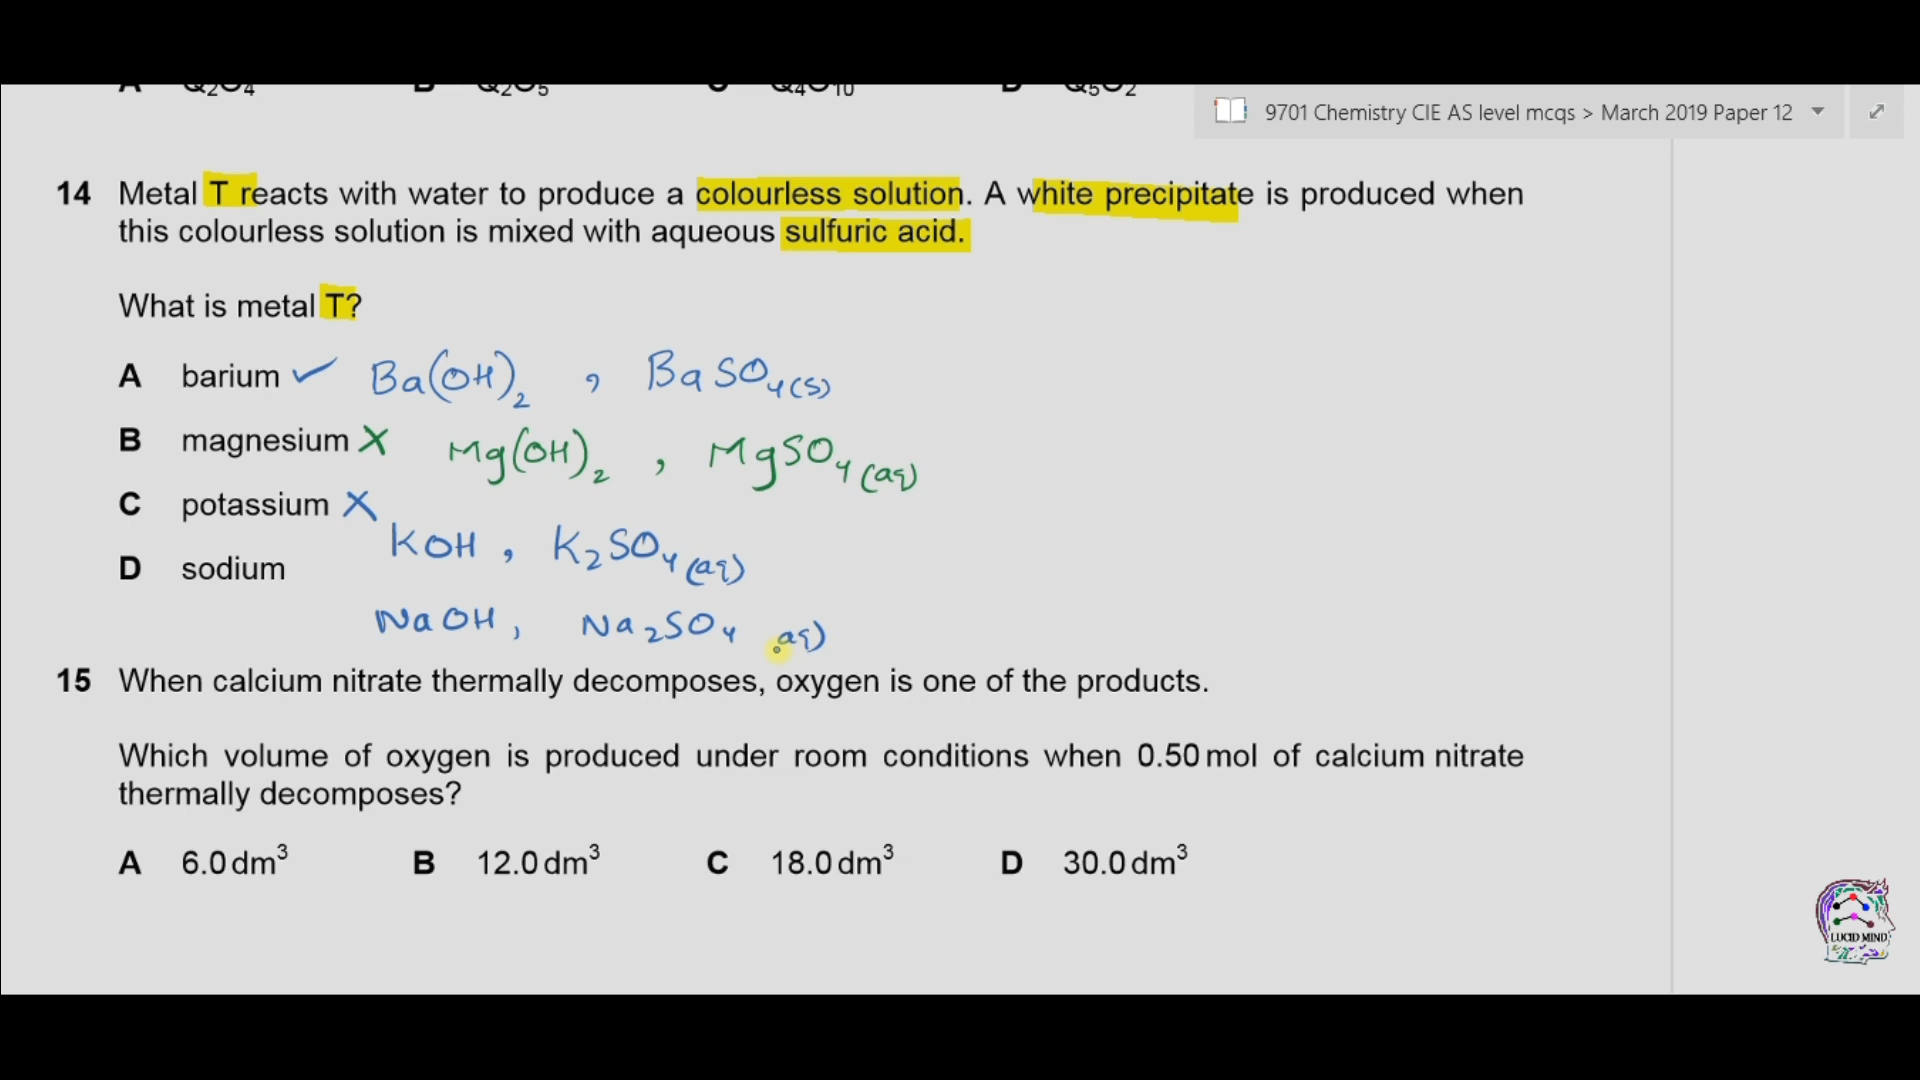 A Q₂O₄ B Q₂O₅ C Q₄O₁₀ D Q₅O₂
9701 Chemistry CIE AS level mcqs > March 2019 Paper 12
14 Metal T reacts with water to produce a colourless solution. A white precipitate is produced when
this colourless solution is mixed with aqueous sulfuric acid.
What is metal T?
A barium ✓ Ba(OH)₂ , BaSO₄(s)
B magnesium X Mg(OH)₂ , MgSO₄(aq)
C potassium X
KOH , K₂SO₄(aq)
D sodium
NaOH , Na₂SO₄ aq)
15 When calcium nitrate thermally decomposes, oxygen is one of the products.
Which volume of oxygen is produced under room conditions when 0.50 mol of calcium nitrate
thermally decomposes?
A 6.0 dm³ B 12.0 dm³ C 18.0 dm³ D 30.0 dm³
LUCID MIND